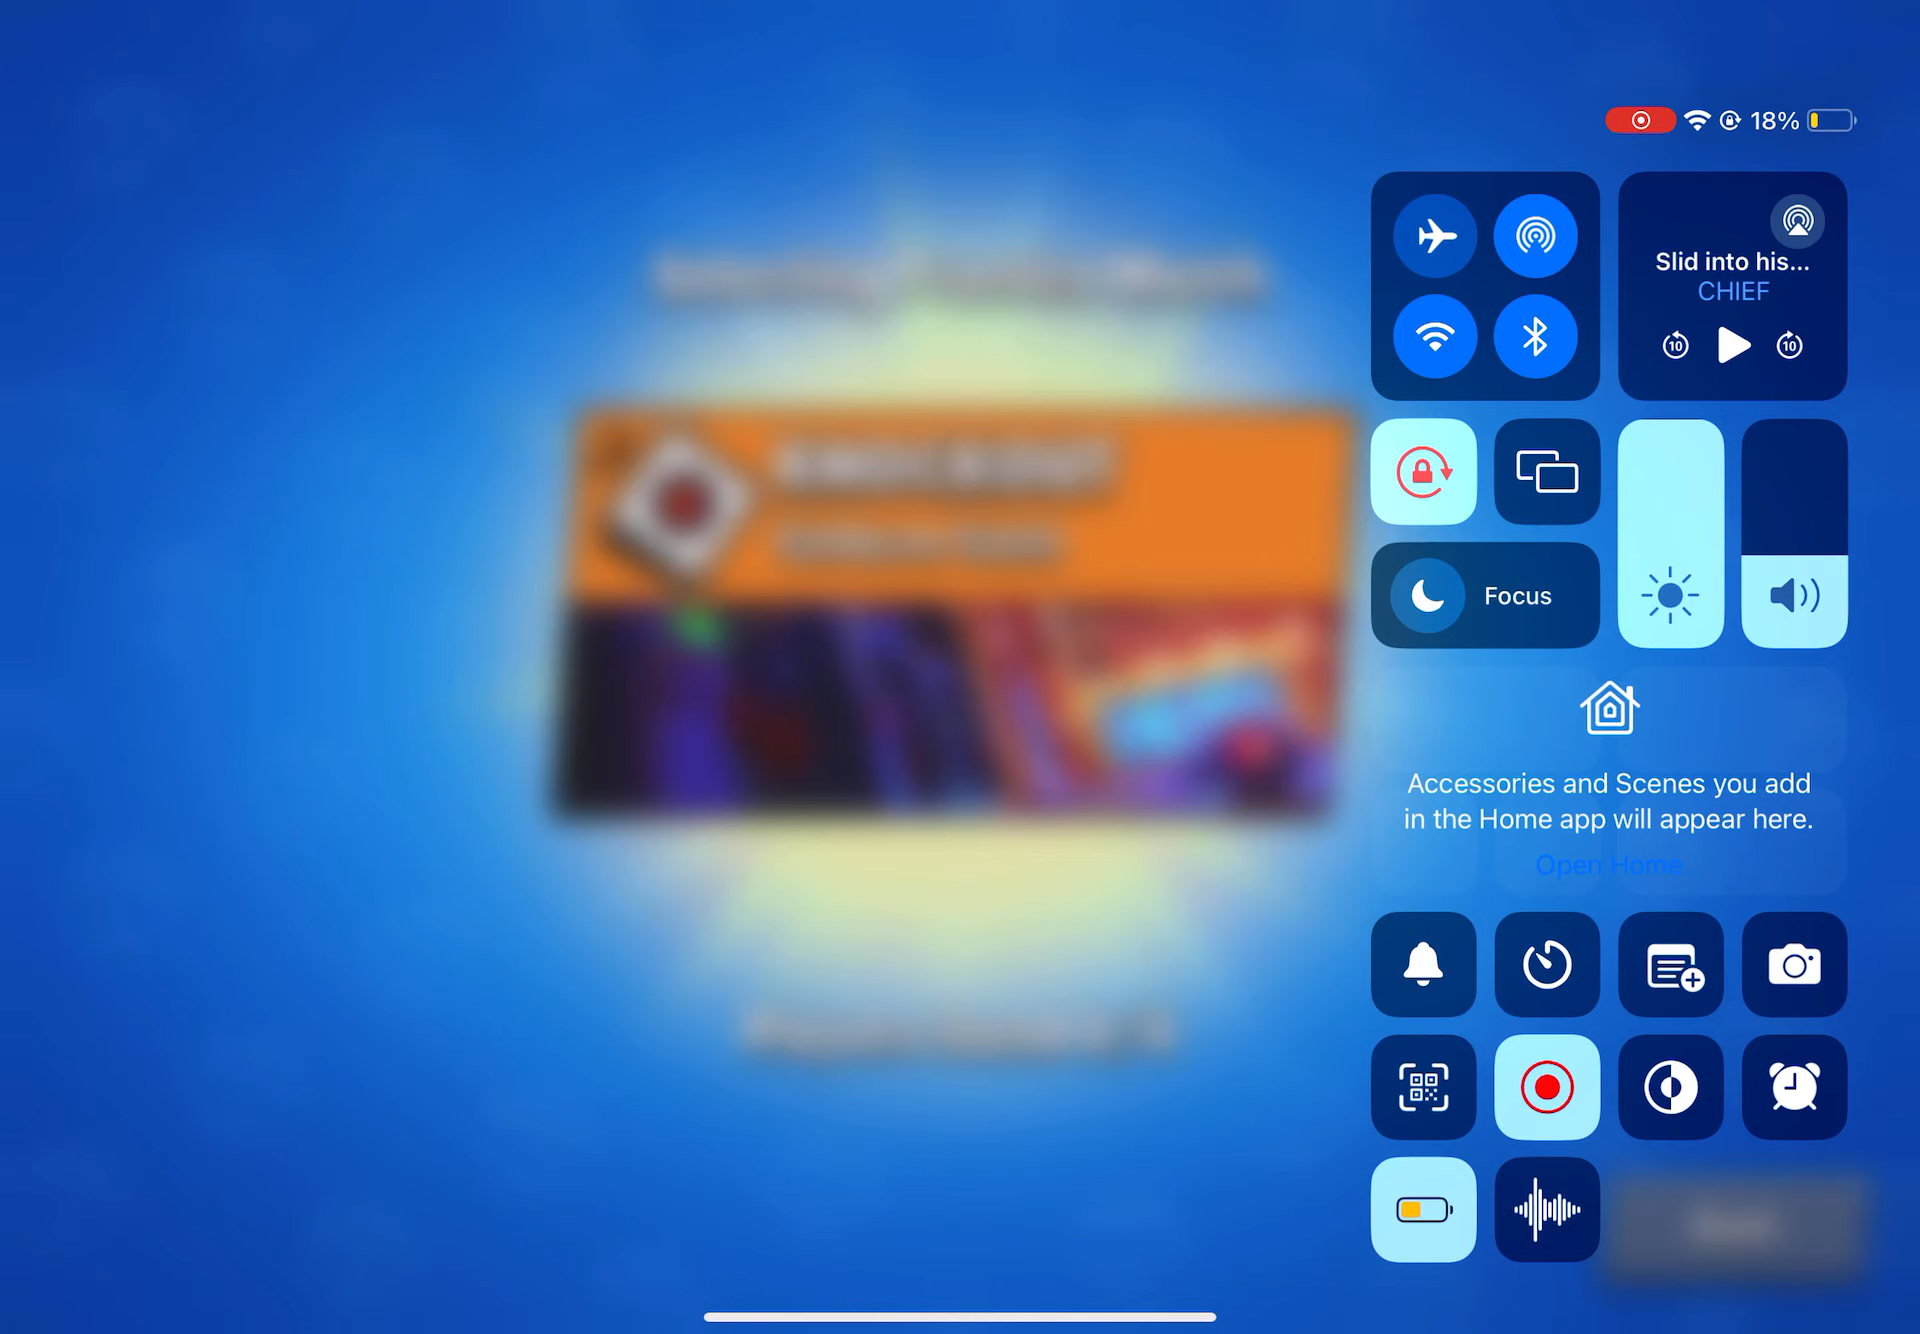 18%
Slid into his...
CHIEF
10
10
Focus
Accessories and Scenes you add
in the Home app will appear here.
Open Home